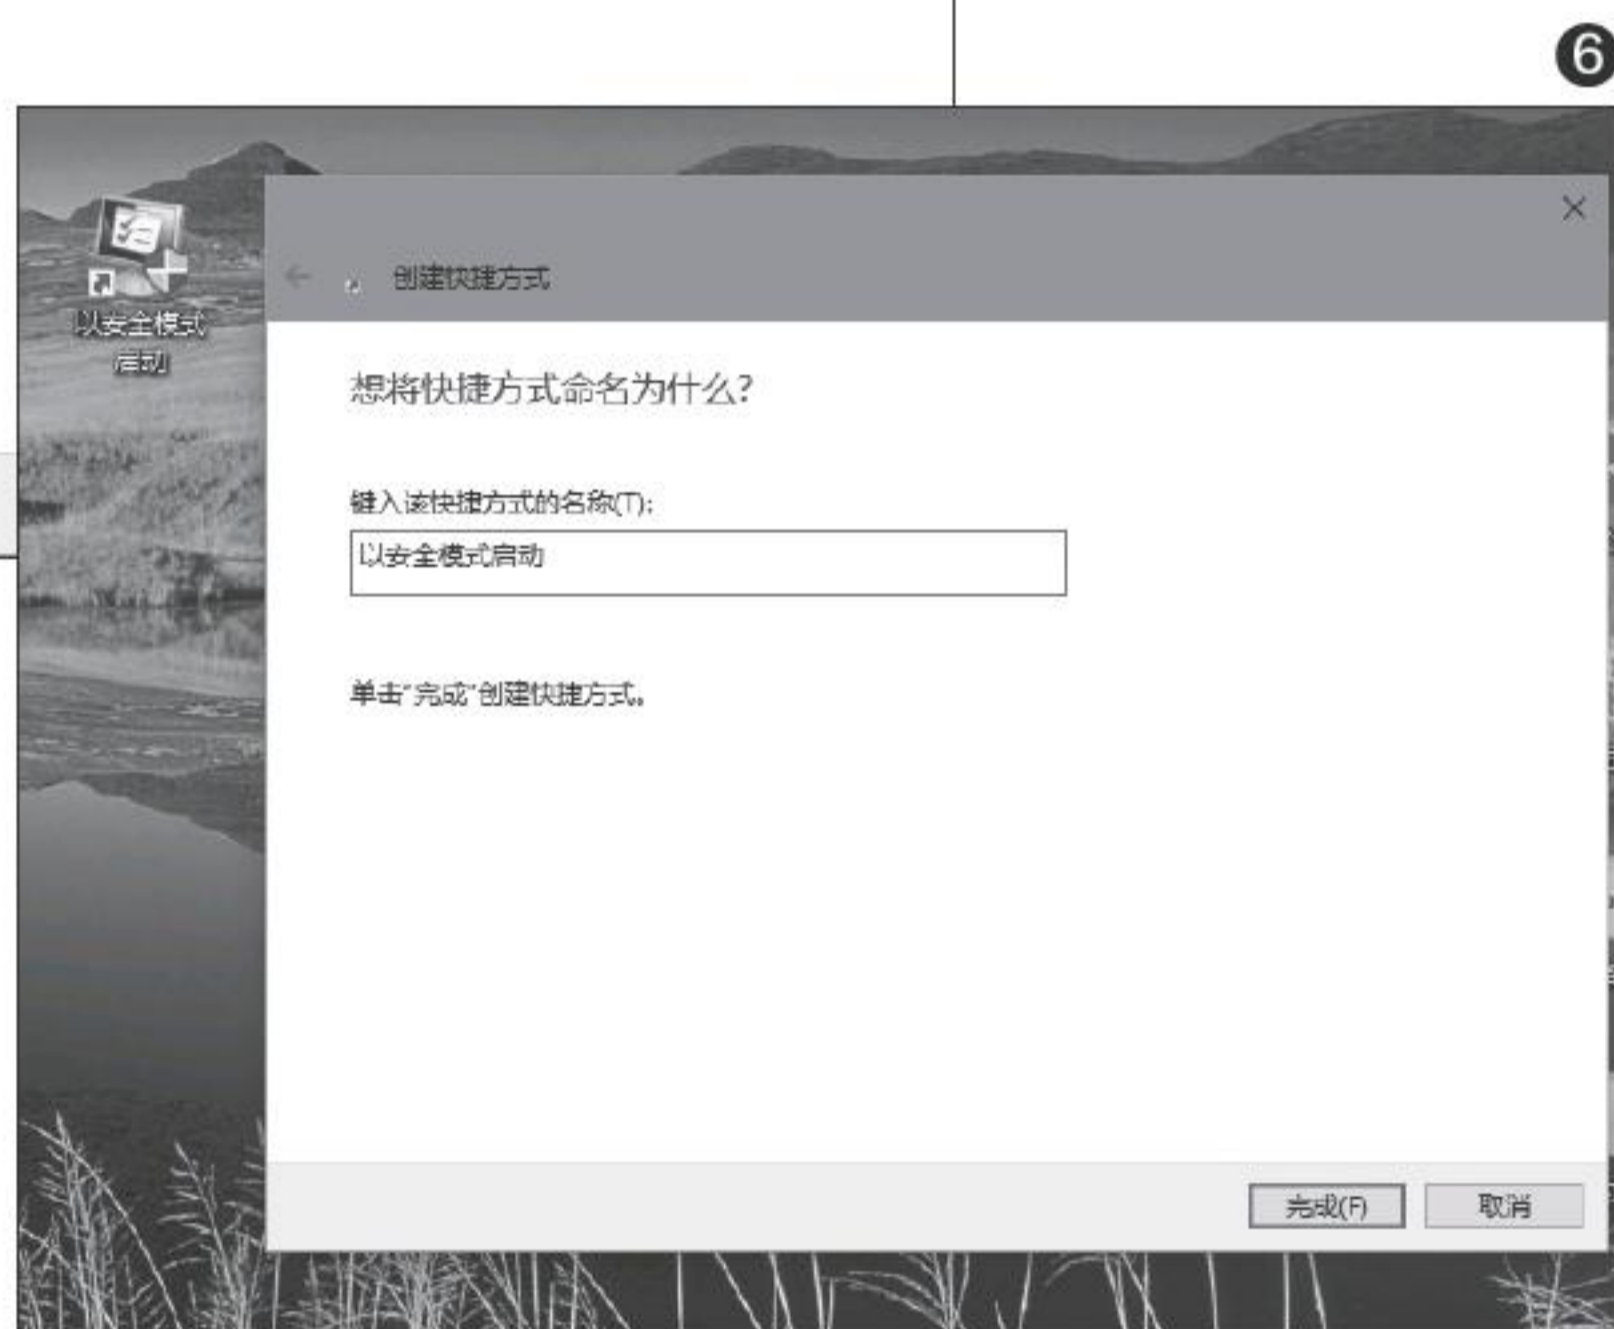 6
以安全模式
启动
创建快捷方式
想将快捷方式命名为什么?
键入该快捷方式的名称(T):
以安全模式启动
单击"完成"创建快捷方式。
完成(F)
取消